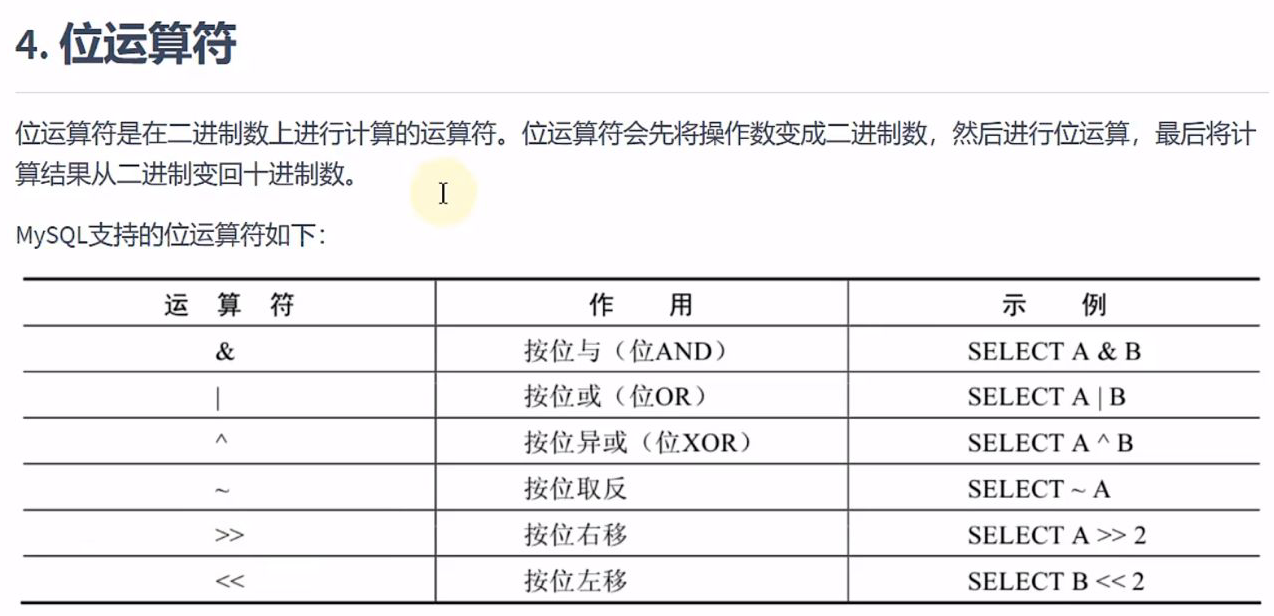 4. 位运算符
位运算符是在二进制数上进行计算的运算符。位运算符会先将操作数变成二进制数，然后进行位运算，最后将计
算结果从二进制变回十进制数。
MySQL支持的位运算符如下：
运 算 符 作 用 示 例
& 按位与（位AND） SELECT A & B
| 按位或（位OR） SELECT A | B
^ 按位异或（位XOR） SELECT A ^ B
~ 按位取反 SELECT ~ A
>> 按位右移 SELECT A >> 2
<< 按位左移 SELECT B << 2